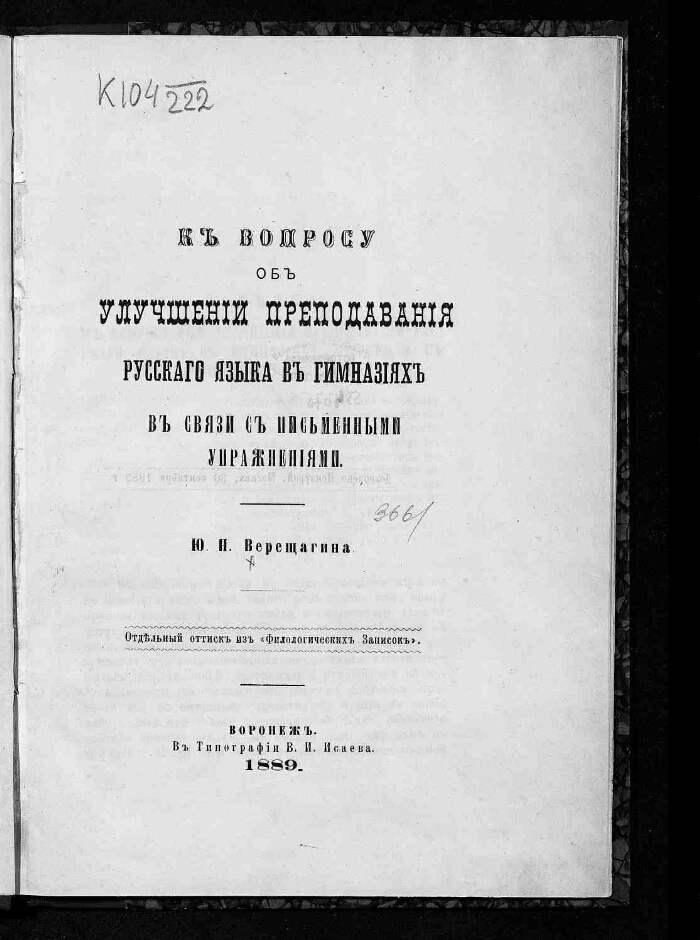 К104/222
КЪ ВОПРОСУ
ОБЪ
УЛУЧШЕНІИ ПРЕПОДАВАНІЯ
РУССКАГО ЯЗЫКА ВЪ ГИМНАЗІЯХЪ
ВЪ СВЯЗИ СЪ ПИСЬМЕННЫМИ
УПРАЖНЕНІЯМИ.
3661
Ю. Н. Верещагина.
Отдѣльный оттискъ изъ «Филологическихъ Записокъ».
ВОРОНЕЖЪ.
Въ Типографіи В. И. Исаева.
1889.